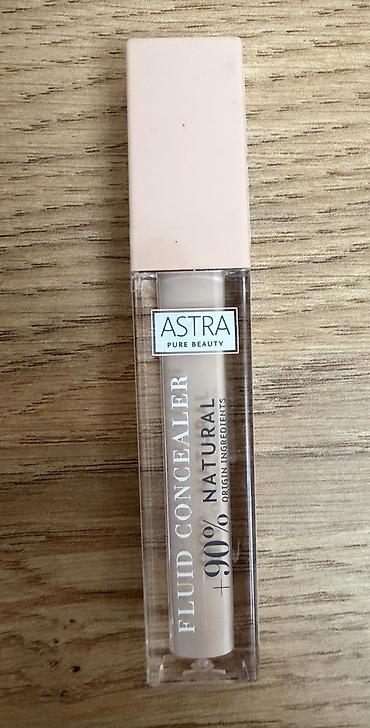 ASTRA
PURE BEAUTY
FLUID CONCEALER
+90% NATURAL
ORIGIN INGREDIENTS